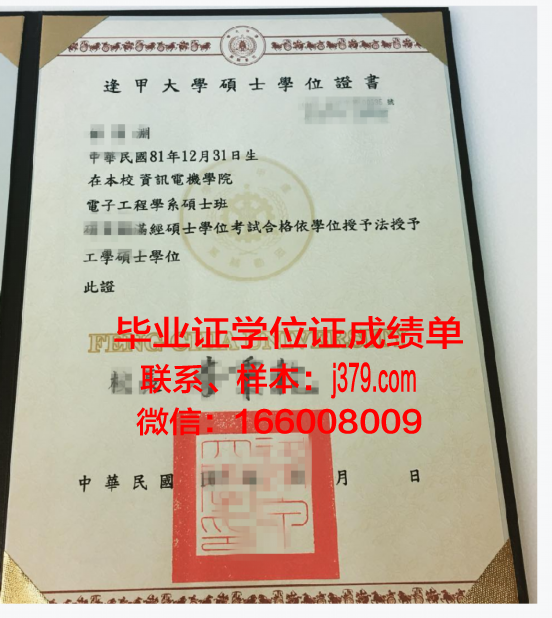 逢甲大學碩士學位證書
號
中華民國81年12月31日生
在本校 資訊電機學院
電子工程學系碩士班
經碩士學位考試合格依學位授予法授予
工學碩士學位
此證
FENG CHIA UNIVERSITY
毕业证学位证成绩单
联系、样本：j379.com
微信：166008009
中華民國 月 日